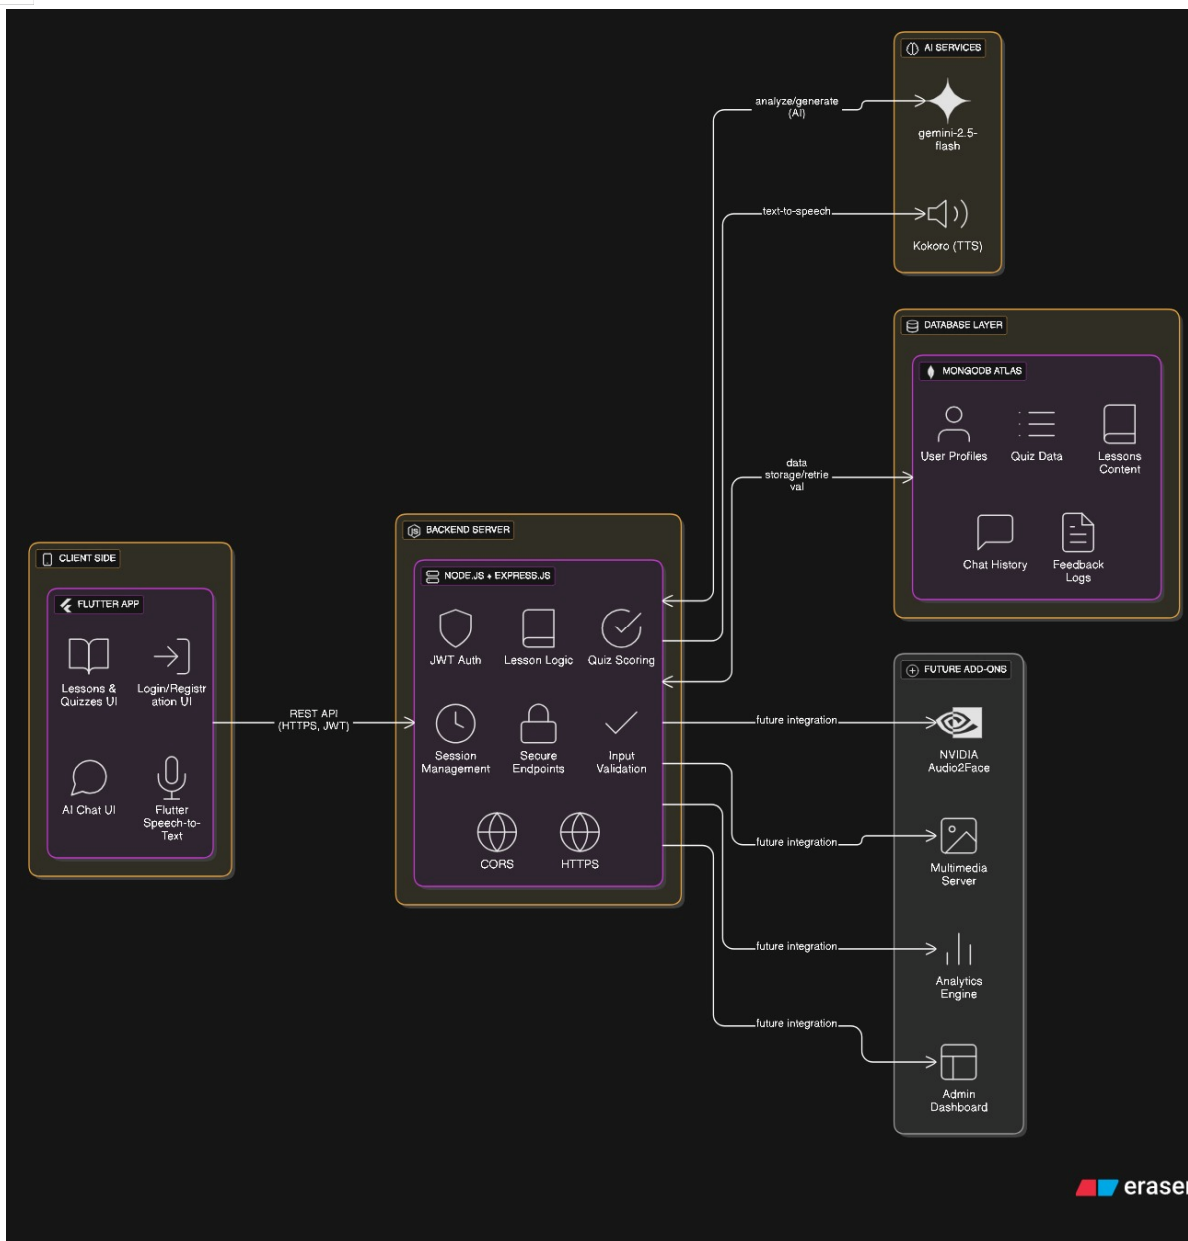 AI SERVICES
analyze/generate
(AI)
gemini-2.5-
flash
text-to-speech
Kokoro (TTS)
DATABASE LAYER
MONGODB ATLAS
User Profiles
Quiz Data
Lessons
Content
data
storage/retrie
val
Chat History
Feedback
Logs
BACKEND SERVER
NODE.JS + EXPRESS.JS
JWT Auth
Lesson Logic
Quiz Scoring
Session
Management
Secure
Endpoints
Input
Validation
CORS
HTTPS
CLIENT SIDE
FLUTTER APP
Lessons &
Quizzes UI
Login/Registr
ation UI
AI Chat UI
Flutter
Speech-to-
Text
REST API
(HTTPS, JWT)
FUTURE ADD-ONS
future integration
NVIDIA
Audio2Face
future integration
Multimedia
Server
future integration
Analytics
Engine
future integration
Admin
Dashboard
eraser